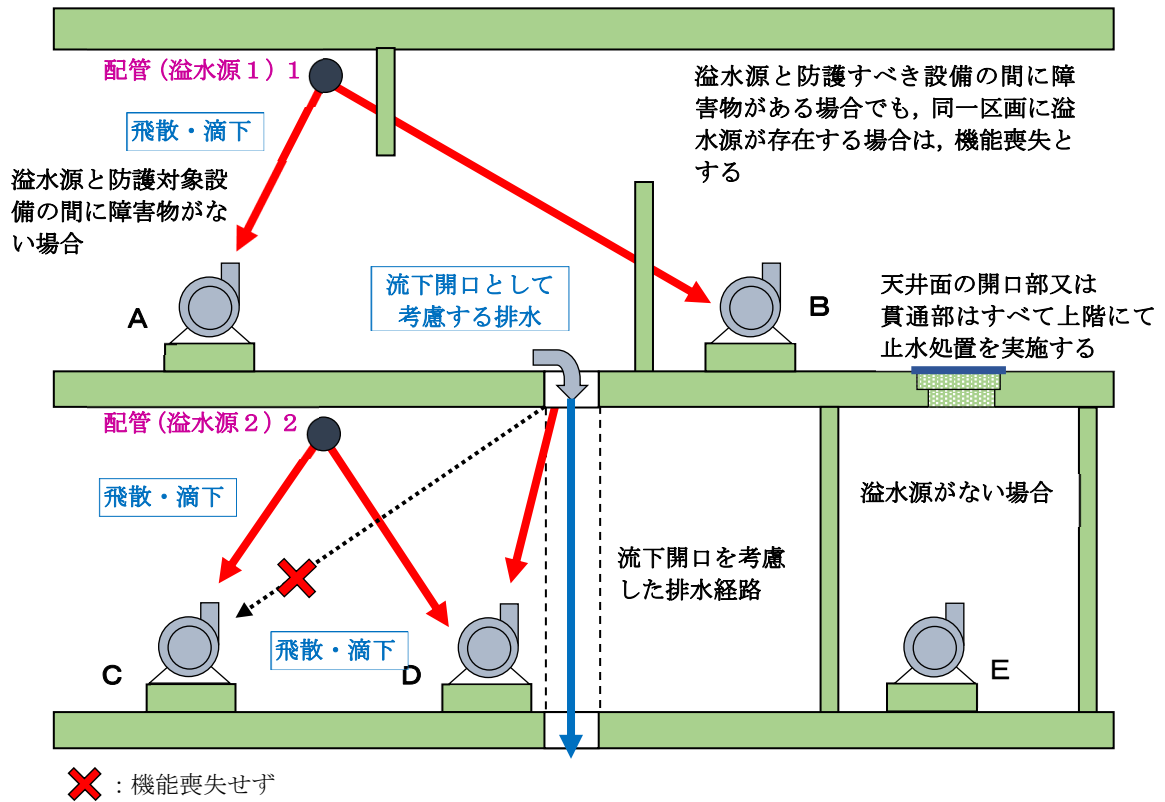 配管(溢水源1)1
飛散・滴下
溢水源と防護すべき設備の間に障
害物がある場合でも,同一区画に溢
水源が存在する場合は,機能喪失と
する
溢水源と防護対象設
備の間に障害物がな
い場合
流下開口として
考慮する排水
A
B
天井面の開口部又は
貫通部はすべて上階にて
止水処置を実施する
配管(溢水源2)2
飛散・滴下
溢水源がない場合
流下開口を考慮
した排水経路
飛散・滴下
C
D
E
:機能喪失せず